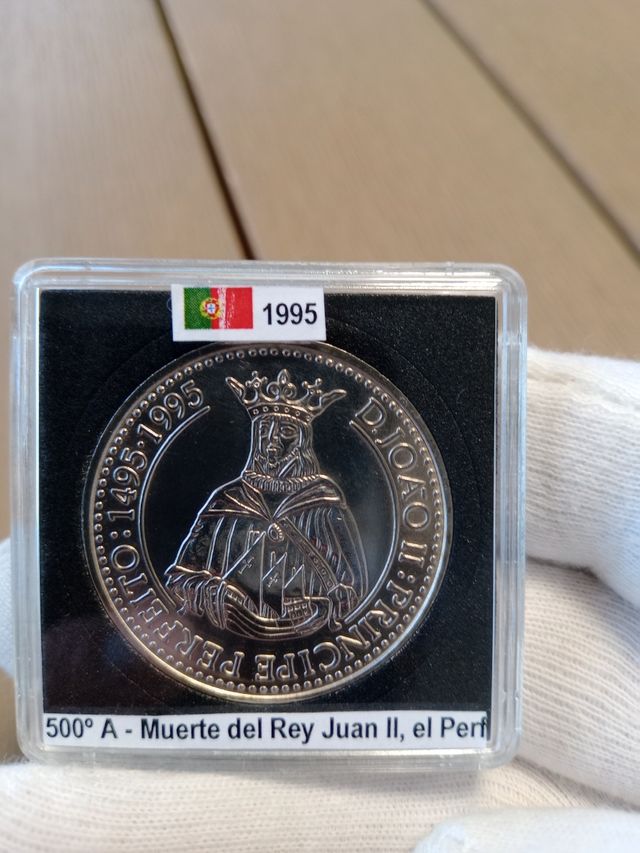 1995
D. JOÃO II : PRINCIPE PERFEITO : 1495 · 1995
500º A - Muerte del Rey Juan II, el Perf